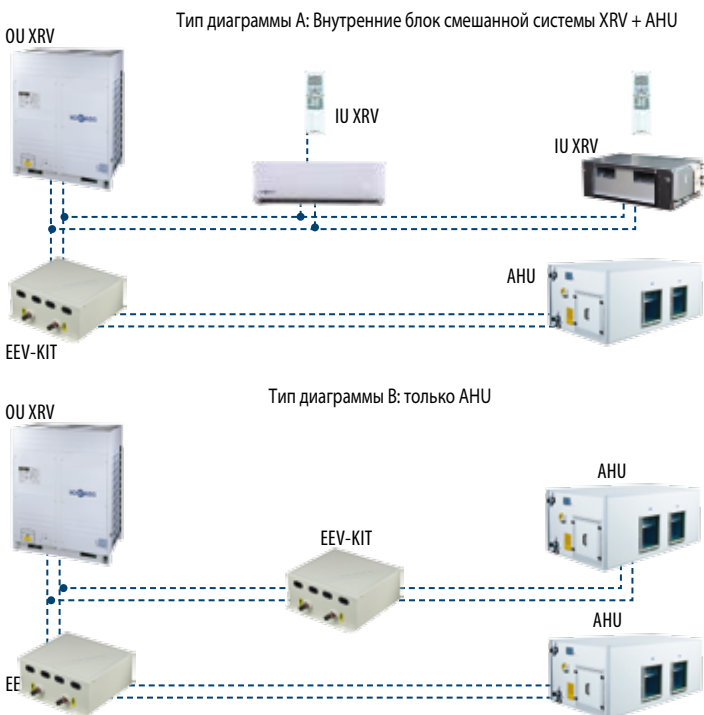 Тип диаграммы A: Внутренние блок смешанной системы XRV + AHU
OU XRV
IU XRV
IU XRV
AHU
EEV-KIT
Тип диаграммы B: только AHU
OU XRV
AHU
EEV-KIT
AHU
EE